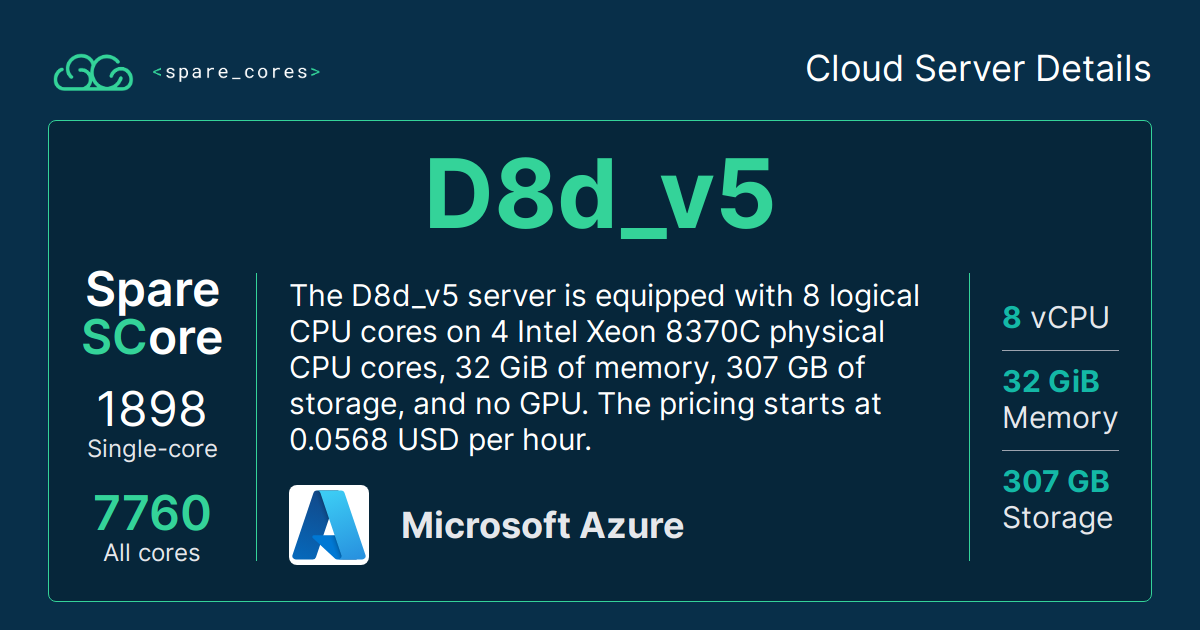 <spare_cores>
Cloud Server Details
D8d_v5
Spare
SCore
1898
Single-core
7760
All cores
The D8d_v5 server is equipped with 8 logical
CPU cores on 4 Intel Xeon 8370C physical
CPU cores, 32 GiB of memory, 307 GB of
storage, and no GPU. The pricing starts at
0.0568 USD per hour.
Microsoft Azure
8 vCPU
32 GiB
Memory
307 GB
Storage